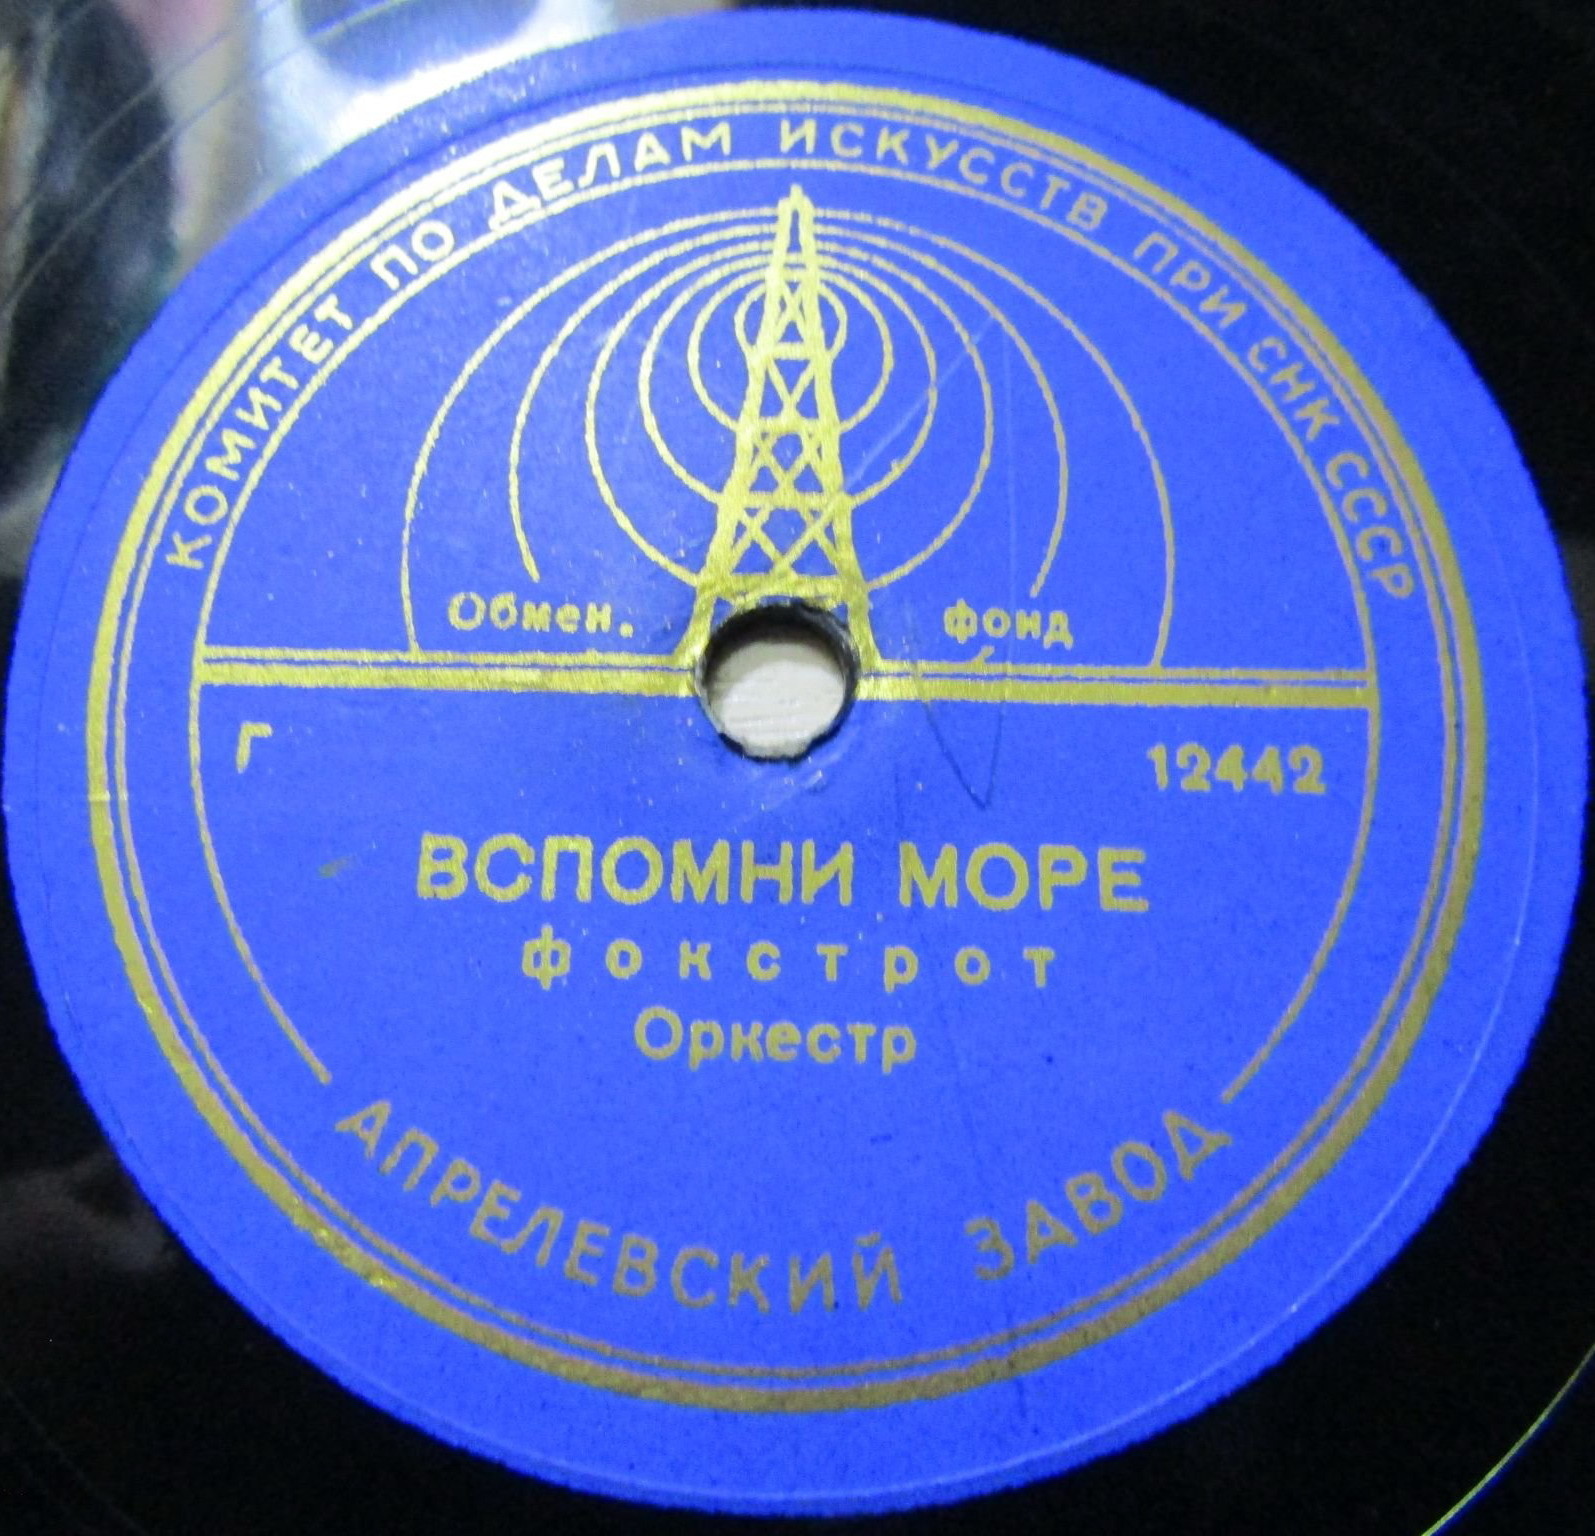 КОМИТЕТ ПО ДЕЛАМ ИСКУССТВ ПРИ СНК СССР
Обмен. фонд
Г 12442
ВСПОМНИ МОРЕ
фокстрот
Оркестр
АПРЕЛЕВСКИЙ ЗАВОД